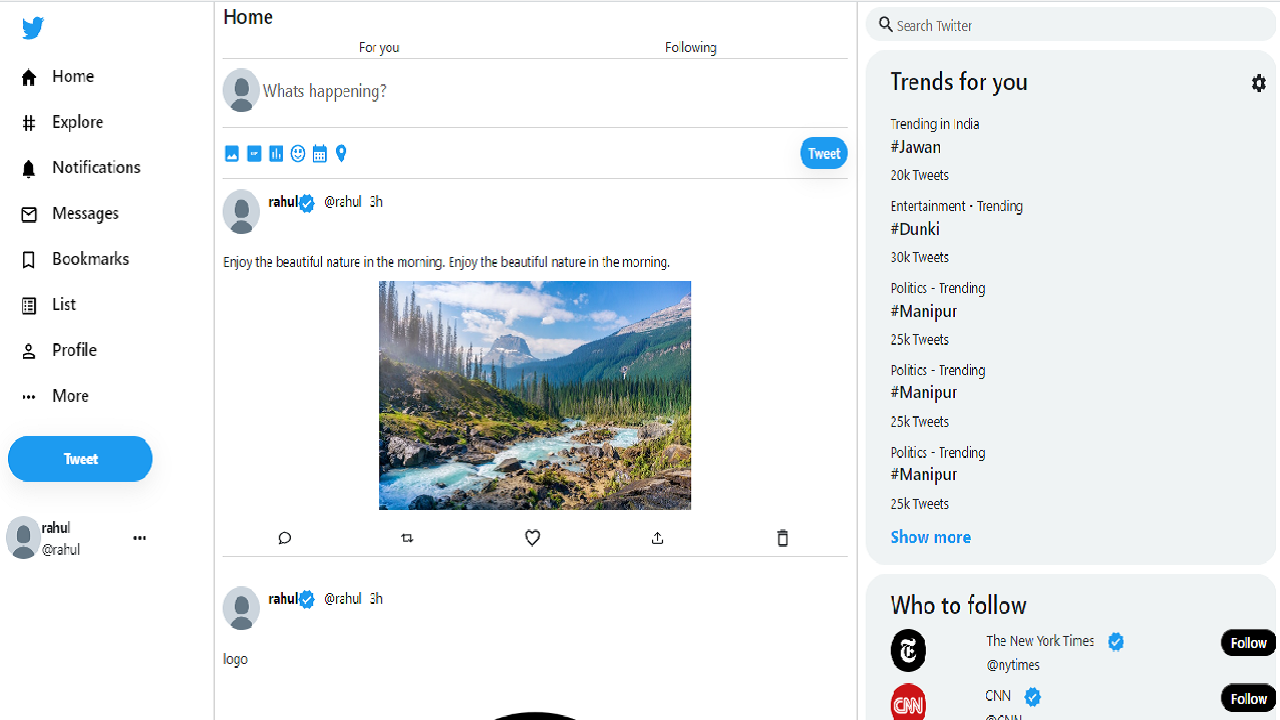 Home
Explore
Notifications
Messages
Bookmarks
List
Profile
More
Tweet
rahul
@rahul
Home
For you Following
Whats happening?
Tweet
rahul @rahul 3h
Enjoy the beautiful nature in the morning. Enjoy the beautiful nature in the morning.
rahul @rahul 3h
logo
Search Twitter
Trends for you
Trending in India
#Jawan
20k Tweets
Entertainment - Trending
#Dunki
30k Tweets
Politics - Trending
#Manipur
25k Tweets
Politics - Trending
#Manipur
25k Tweets
Politics - Trending
#Manipur
25k Tweets
Show more
Who to follow
The New York Times
@nytimes
Follow
CNN
CNN
@CNN
Follow